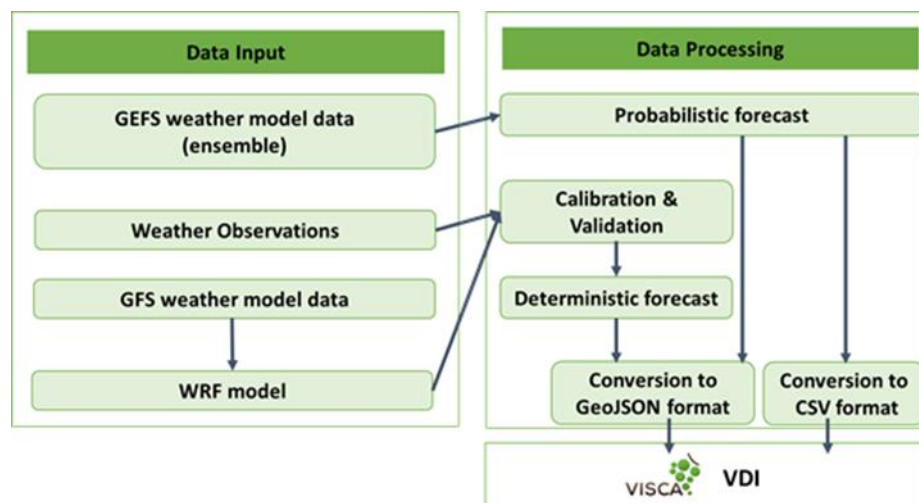 Data Input
GEFS weather model data
(ensemble)
Weather Observations
GFS weather model data
WRF model
Data Processing
Probabilistic forecast
Calibration &
Validation
Deterministic forecast
Conversion to
GeoJSON format
Conversion to
CSV format
VISCA VDI